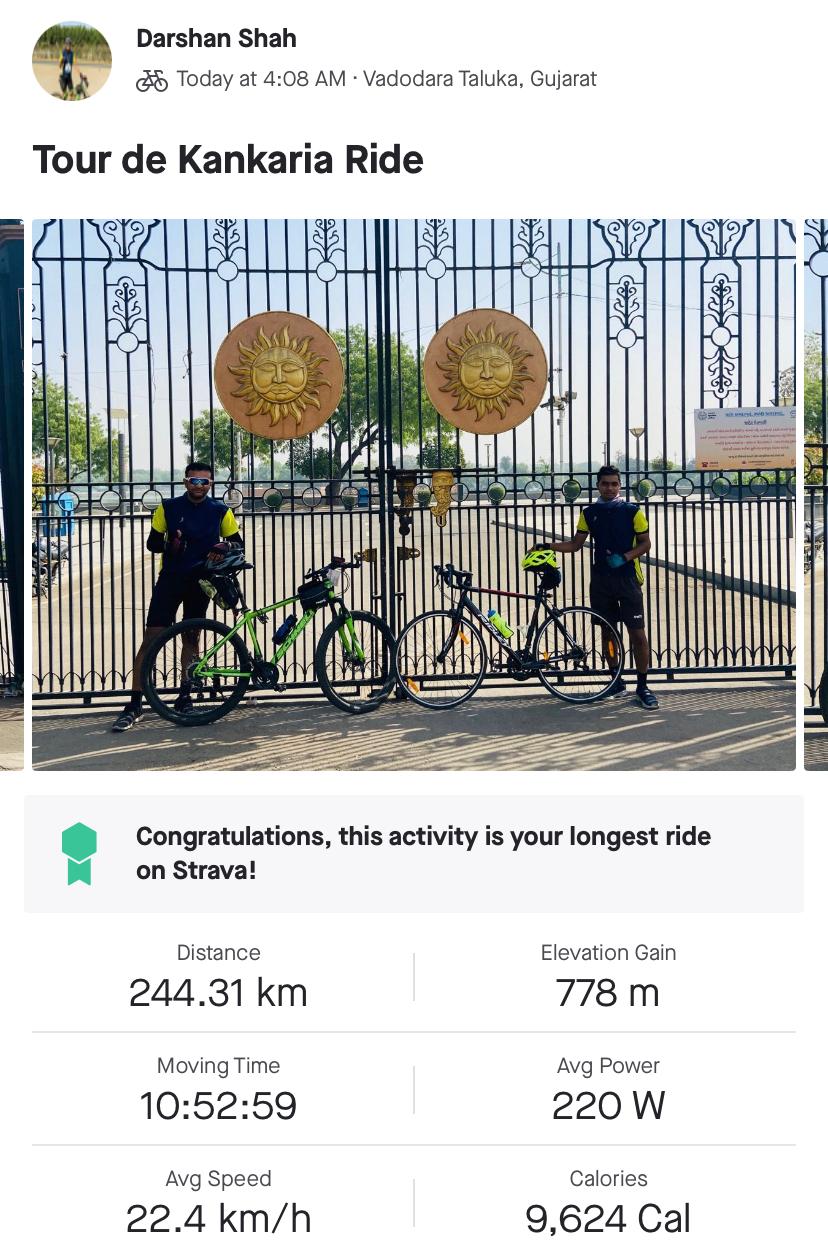 Darshan Shah
Today at 4:08 AM · Vadodara Taluka, Gujarat
Tour de Kankaria Ride
Congratulations, this activity is your longest ride
on Strava!
Distance
Elevation Gain
244.31 km
778 m
Moving Time
Avg Power
10:52:59
220 W
Avg Speed
Calories
22.4 km/h
9,624 Cal